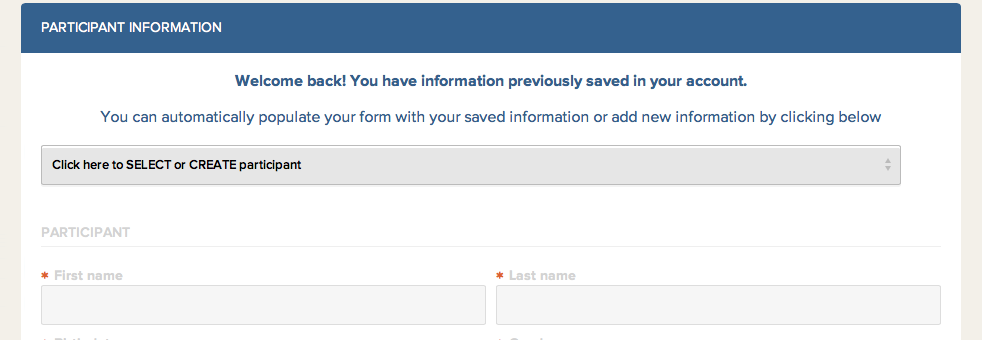 PARTICIPANT INFORMATION
Welcome back! You have information previously saved in your account.
You can automatically populate your form with your saved information or add new information by clicking below
Click here to SELECT or CREATE participant
PARTICIPANT
* First name
* Last name